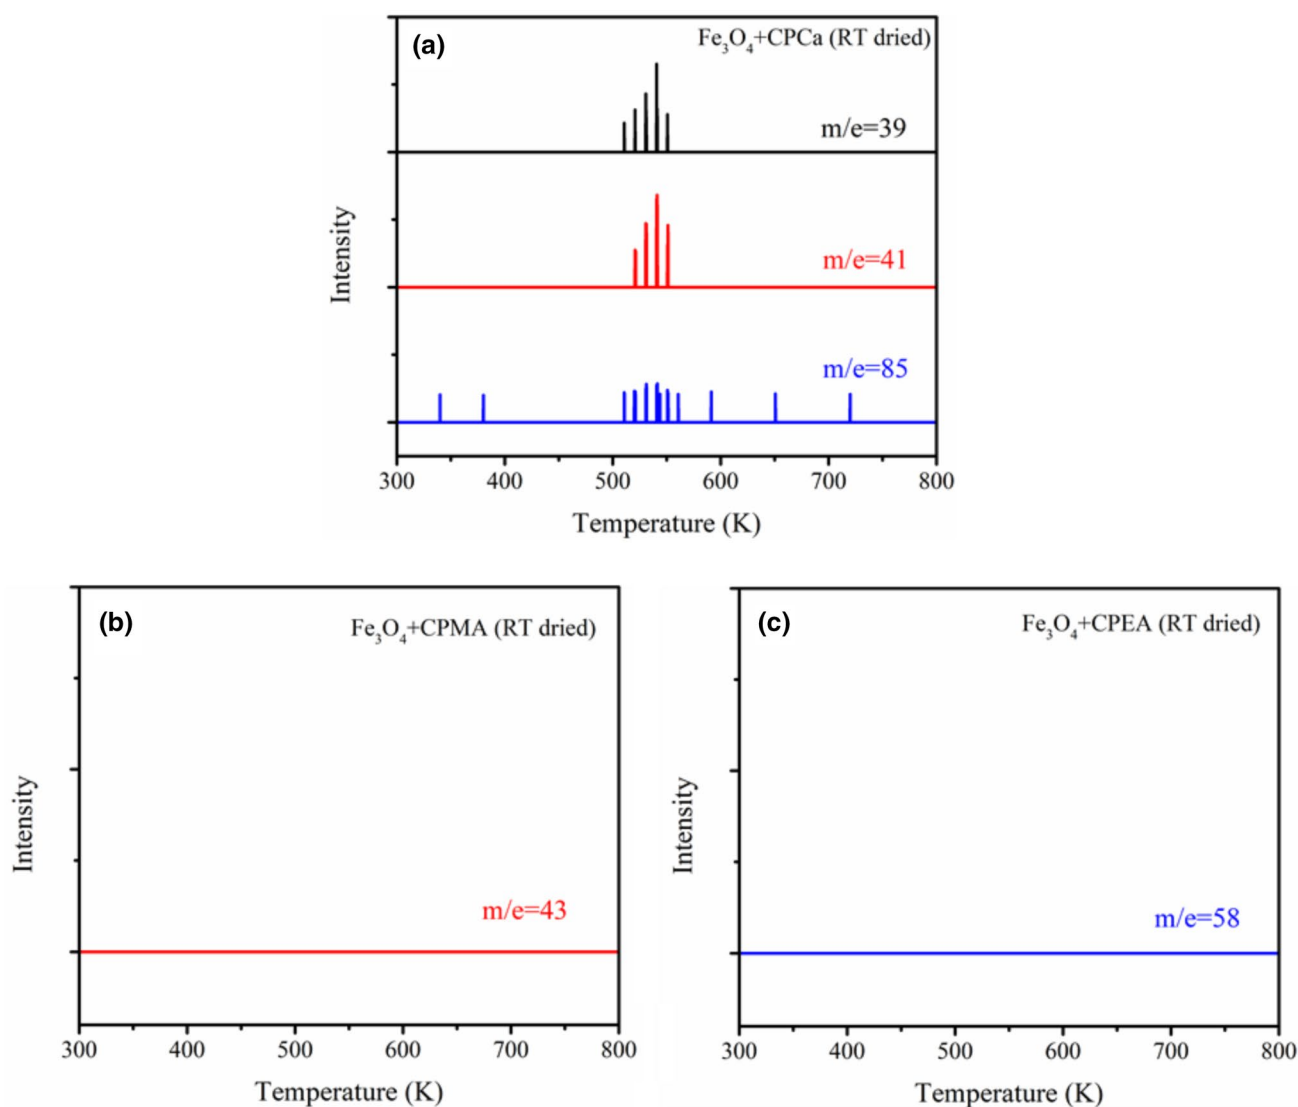 (a)
Fe3O4+CPCa (RT dried)
m/e=39
m/e=41
m/e=85
Intensity
300 400 500 600 700 800
Temperature (K)
(b)
Fe3O4+CPMA (RT dried)
m/e=43
Intensity
300 400 500 600 700 800
Temperature (K)
(c)
Fe3O4+CPEA (RT dried)
m/e=58
Intensity
300 400 500 600 700 800
Temperature (K)